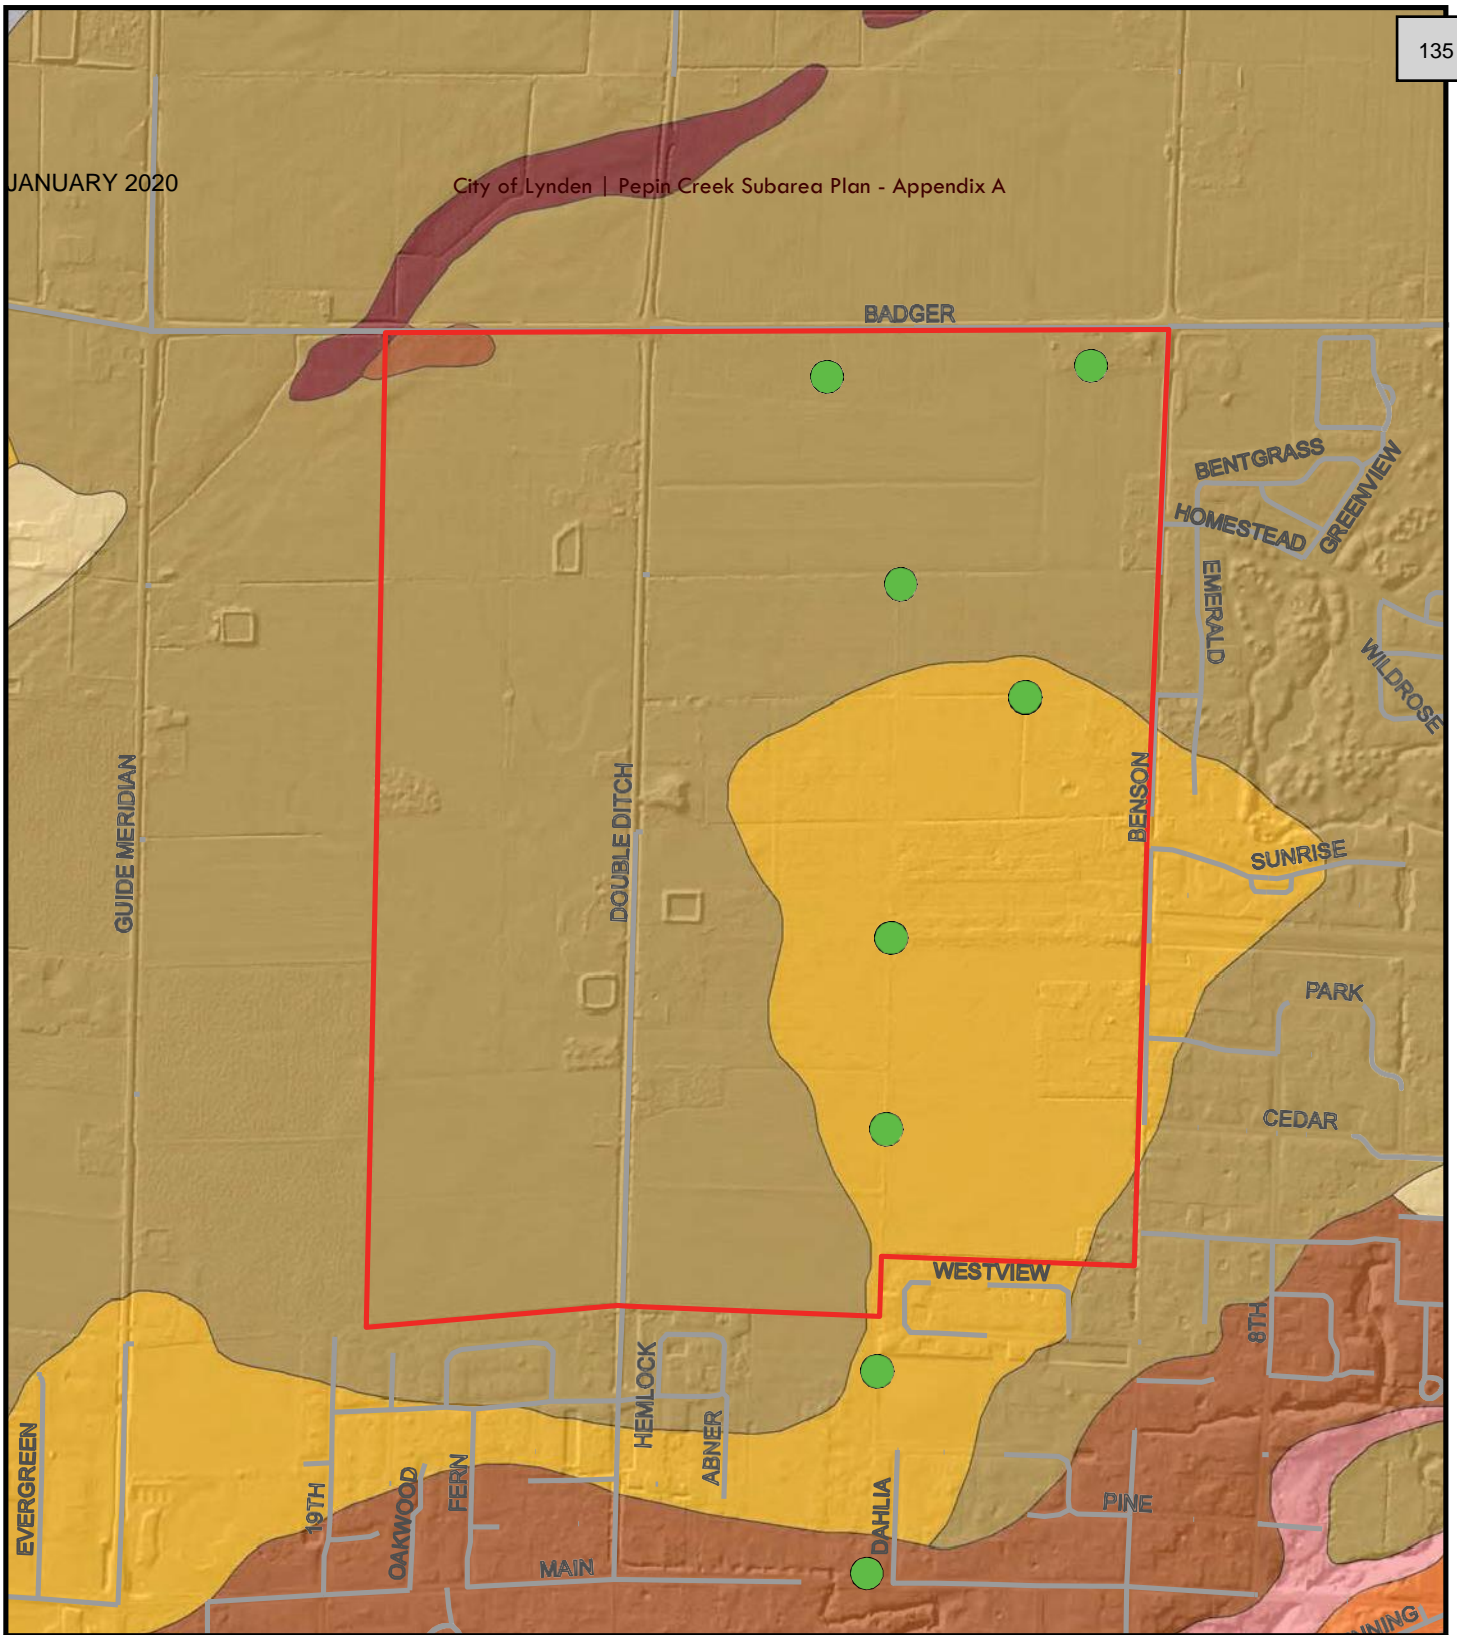 135
JANUARY 2020
City of Lynden | Pepin Creek Subarea Plan - Appendix A
BADGER
BENTGRASS
GREENVIEW
HOMESTEAD
EMERALD
WILDROSE
GUIDE MERIDIAN
DOUBLE DITCH
BENSON
SUNRISE
PARK
CEDAR
WESTVIEW
8TH
HEMLOCK
ABNER
EVERGREEN
19TH
OAKWOOD
FERN
DAHLIA
PINE
MAIN